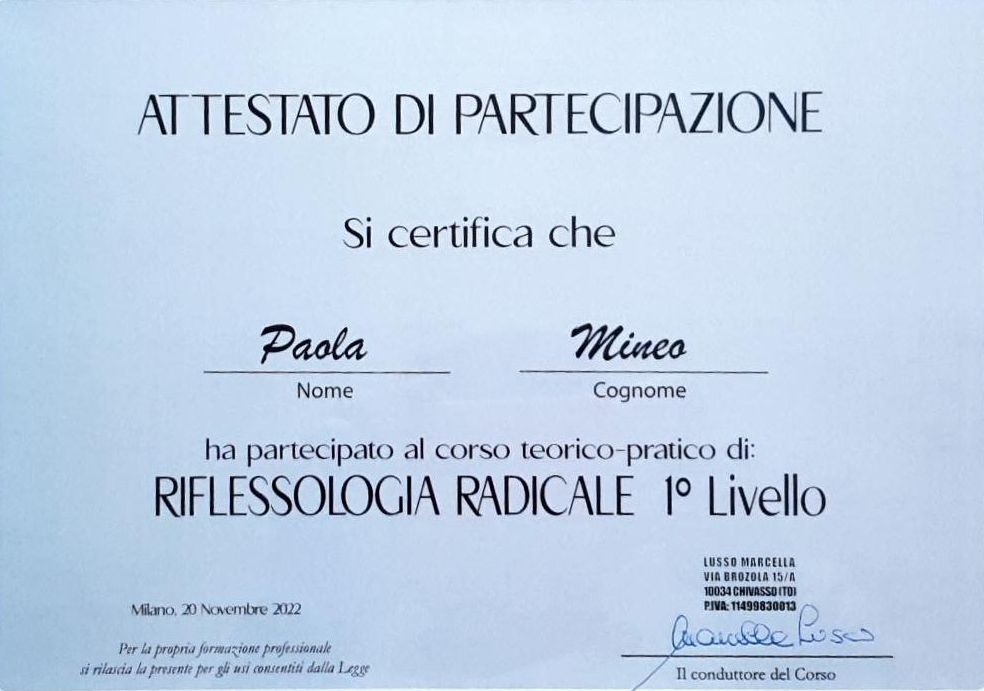 ATTESTATO DI PARTECIPAZIONE
Si certifica che
Paola Mineo
Nome Cognome
ha partecipato al corso teorico-pratico di:
RIFLESSOLOGIA RADICALE 1° Livello
LUSSO MARCELLA
VIA BROZOLA 15/A
10034 CHIVASSO (TO)
P.IVA: 11499830013
Milano, 20 Novembre 2022
Marcella Lusso
Per la propria formazione professionale
si rilascia la presente per gli usi consentiti dalla Legge
Il conduttore del Corso